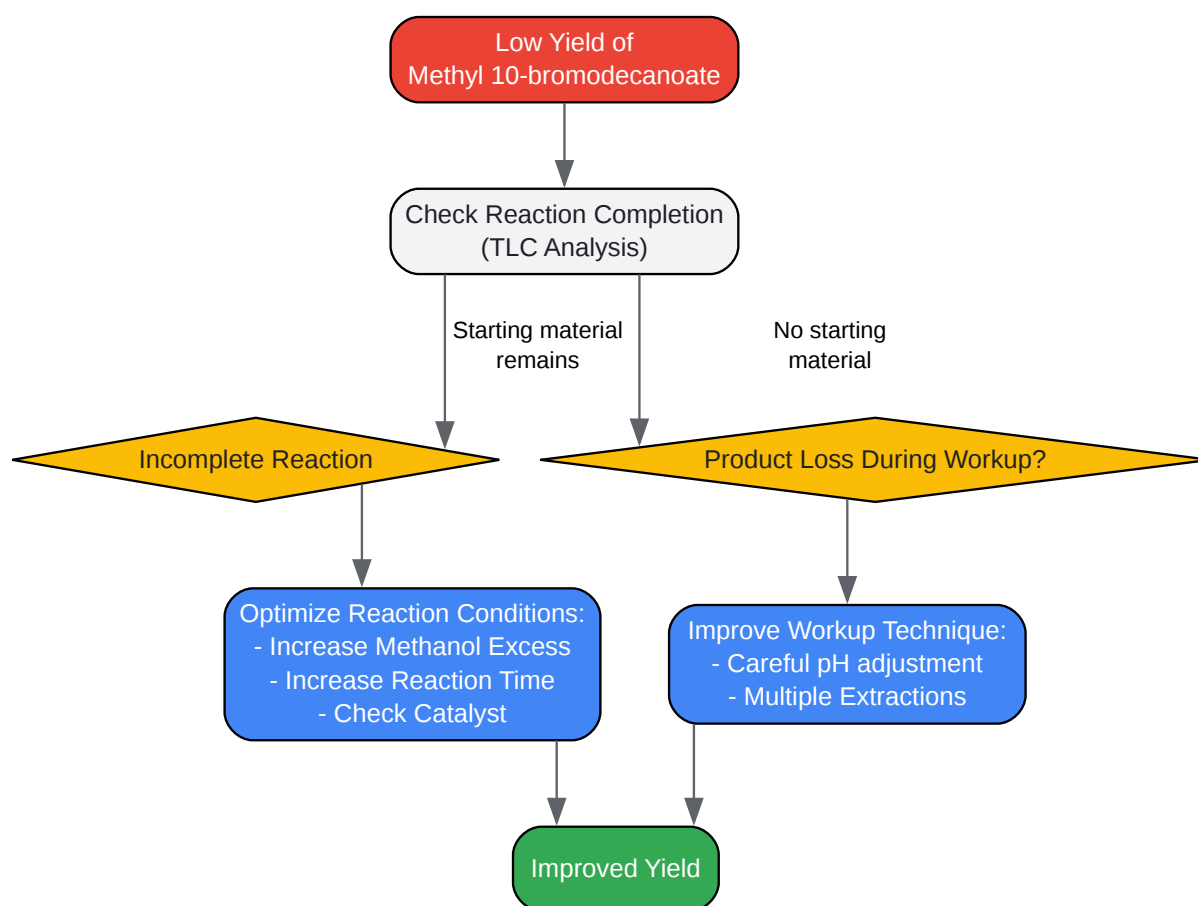 Low Yield of
Methyl 10-bromodecanoate
Check Reaction Completion
(TLC Analysis)
Starting material
remains
No starting
material
Incomplete Reaction
Product Loss During Workup?
Optimize Reaction Conditions:
- Increase Methanol Excess
- Increase Reaction Time
- Check Catalyst
Improve Workup Technique:
- Careful pH adjustment
- Multiple Extractions
Improved Yield